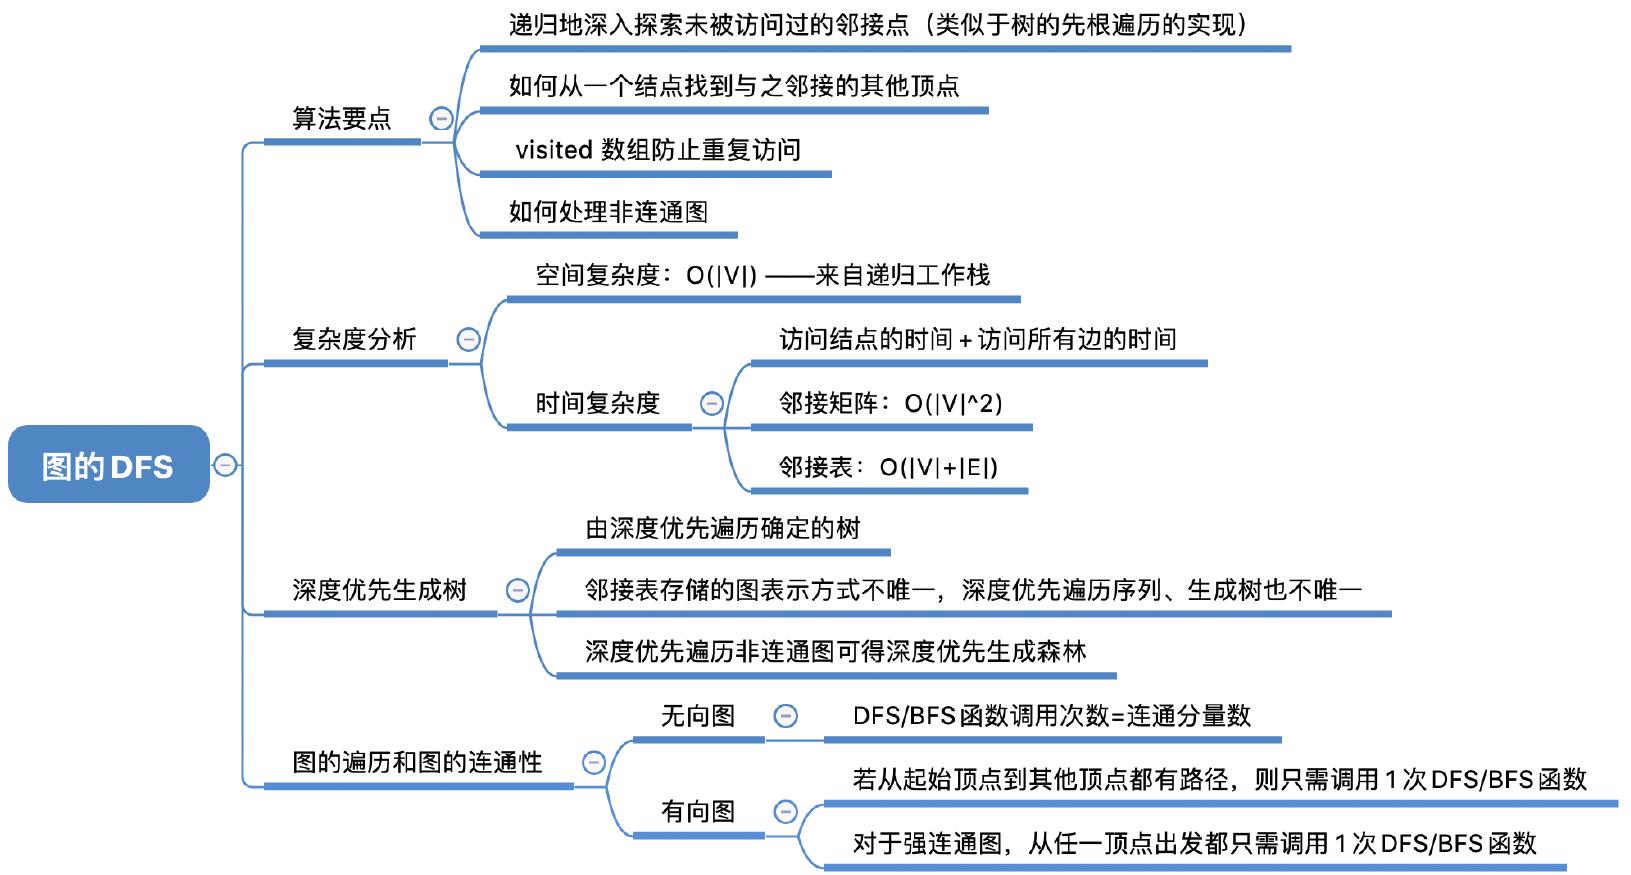 递归地深入探索未被访问过的邻接点（类似于树的先根遍历的实现）
如何从一个结点找到与之邻接的其他顶点
算法要点
visited 数组防止重复访问
如何处理非连通图
空间复杂度：O(|V|) ——来自递归工作栈
复杂度分析
访问结点的时间+访问所有边的时间
时间复杂度
邻接矩阵：O(|V|^2)
邻接表：O(|V|+|E|)
图的DFS
由深度优先遍历确定的树
深度优先生成树
邻接表存储的图表示方式不唯一，深度优先遍历序列、生成树也不唯一
深度优先遍历非连通图可得深度优先生成森林
无向图
DFS/BFS函数调用次数=连通分量数
图的遍历和图的连通性
若从起始顶点到其他顶点都有路径，则只需调用1次DFS/BFS函数
有向图
对于强连通图，从任一顶点出发都只需调用1次DFS/BFS函数